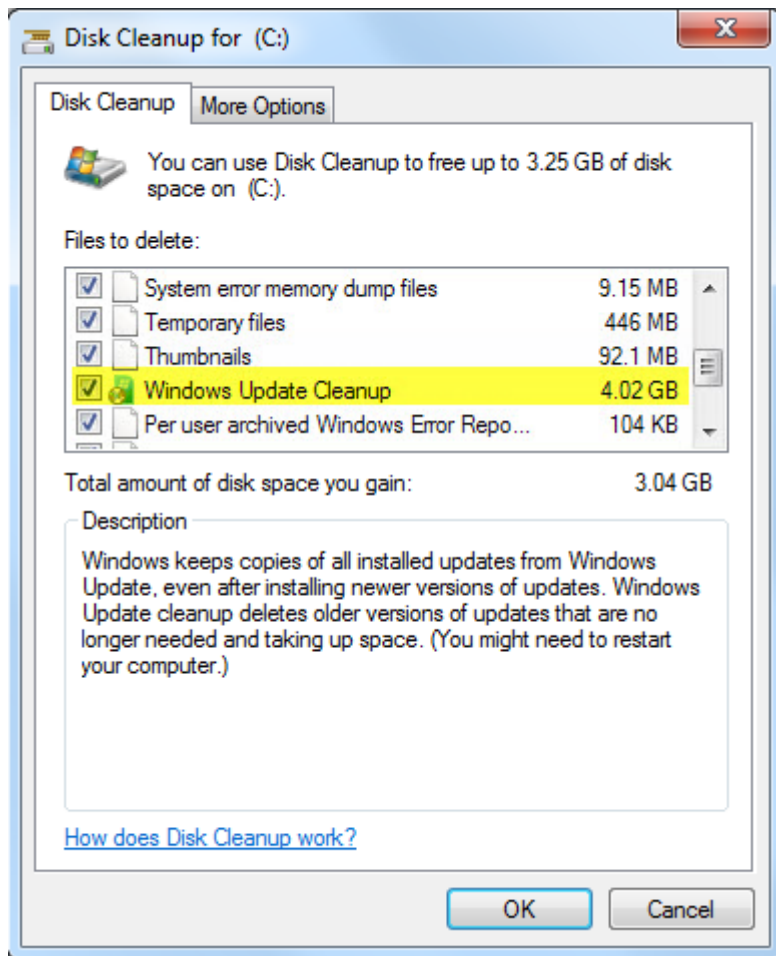 Disk Cleanup for (C:)
Disk Cleanup
More Options
You can use Disk Cleanup to free up to 3.25 GB of disk
space on (C:).
Files to delete:
System error memory dump files 9.15 MB
Temporary files 446 MB
Thumbnails 92.1 MB
Windows Update Cleanup 4.02 GB
Per user archived Windows Error Repo... 104 KB
Total amount of disk space you gain: 3.04 GB
Description
Windows keeps copies of all installed updates from Windows
Update, even after installing newer versions of updates. Windows
Update cleanup deletes older versions of updates that are no
longer needed and taking up space. (You might need to restart
your computer.)
How does Disk Cleanup work?
OK
Cancel